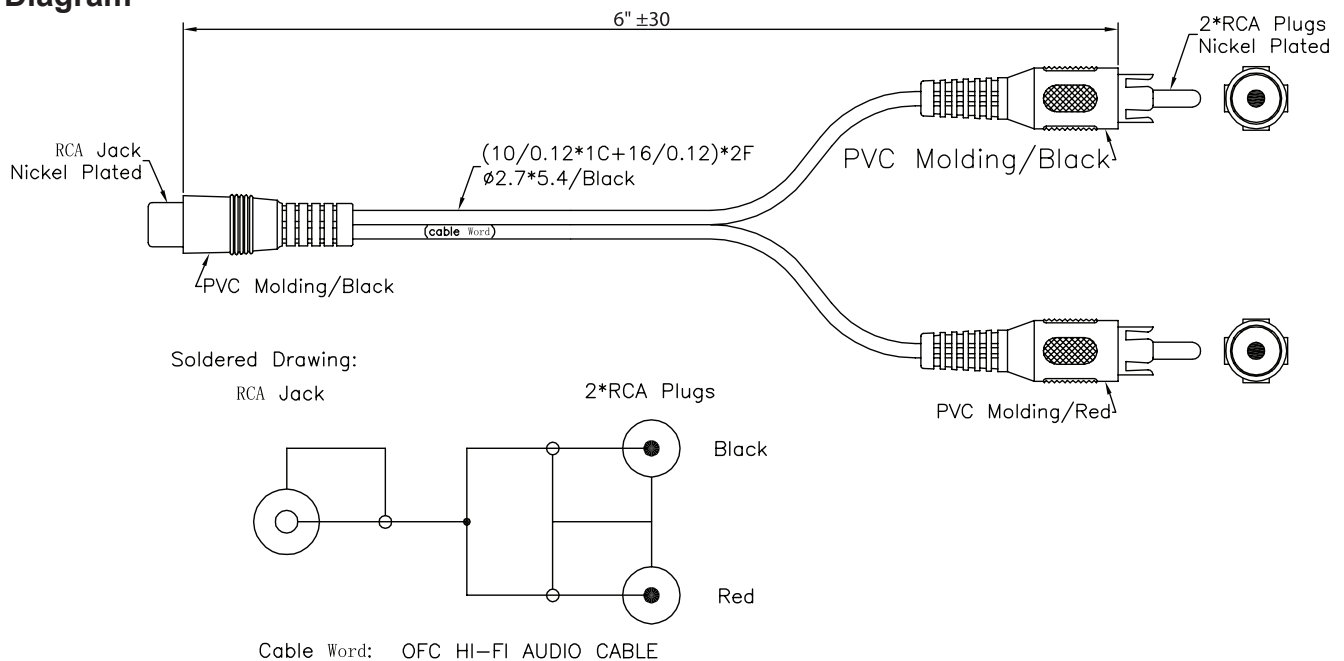 Diagram
6" ±30
2*RCA Plugs
Nickel Plated
RCA Jack
Nickel Plated
(10/0.12*1C+16/0.12)*2F
ø2.7*5.4/Black
PVC Molding/Black
(cable Word)
PVC Molding/Black
Soldered Drawing:
RCA Jack
2*RCA Plugs
PVC Molding/Red
Black
Red
Cable Word: OFC HI-FI AUDIO CABLE